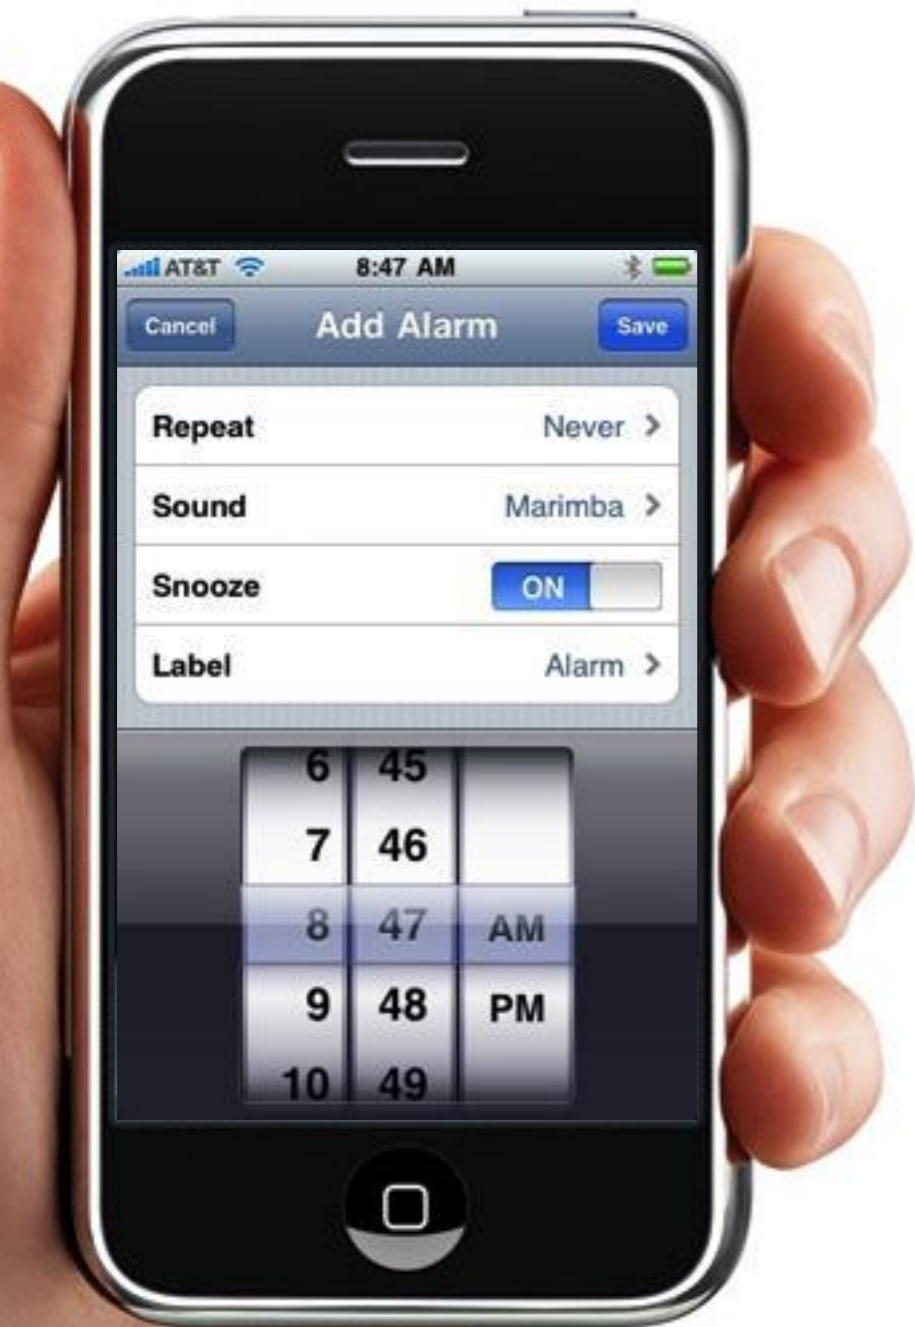 AT&T 8:47 AM
Cancel Add Alarm Save
Repeat Never
Sound Marimba
Snooze ON
Label Alarm
6 45
7 46
8 47 AM
9 48 PM
10 49